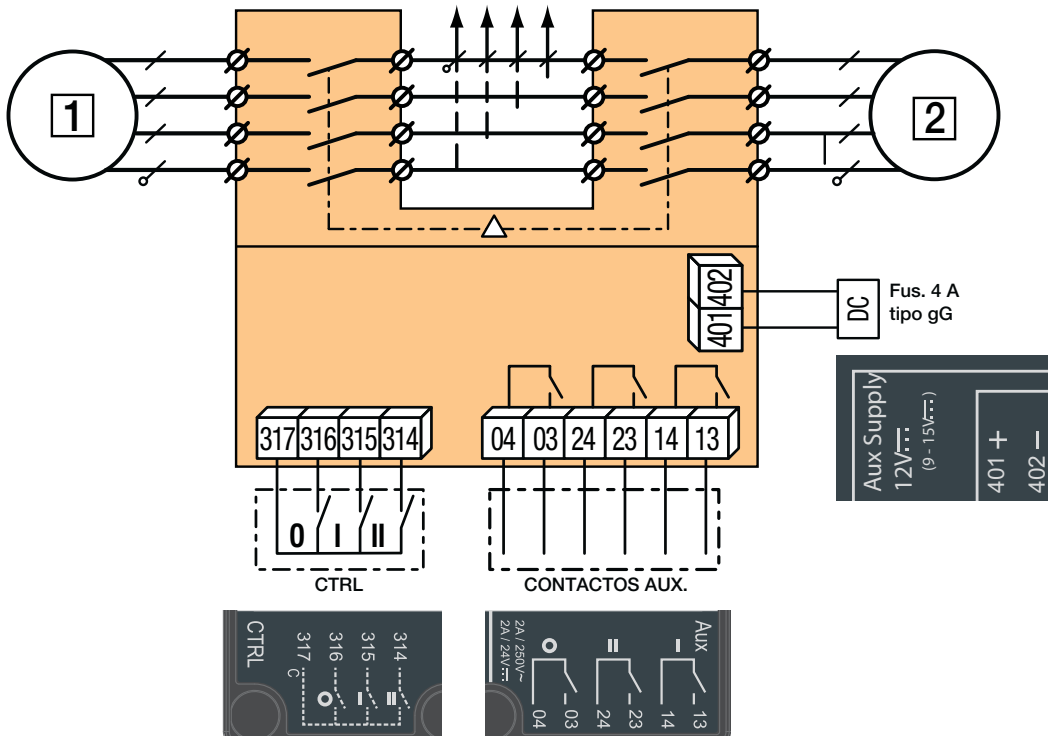 1
2
402
401
DC
Fus. 4 A
tipo gG
317 316 315 314
04 03 24 23 14 13
0 I II
CTRL
CONTACTOS AUX.
Aux Supply
12V
(9 - 15V)
401 +
402 −
CTRL
317 316 315 314
C
O I II
2A / 250V~
2A / 24V
O II I
Aux
04 03 24 23 14 13